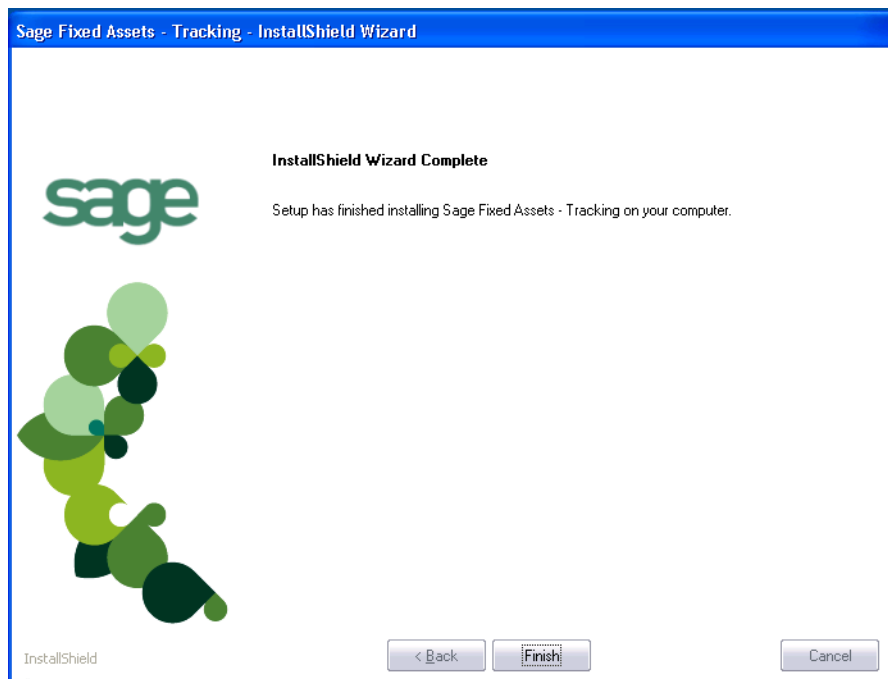 Sage Fixed Assets - Tracking - InstallShield Wizard
InstallShield Wizard Complete
sage
Setup has finished installing Sage Fixed Assets - Tracking on your computer.
InstallShield
< Back
Finish
Cancel